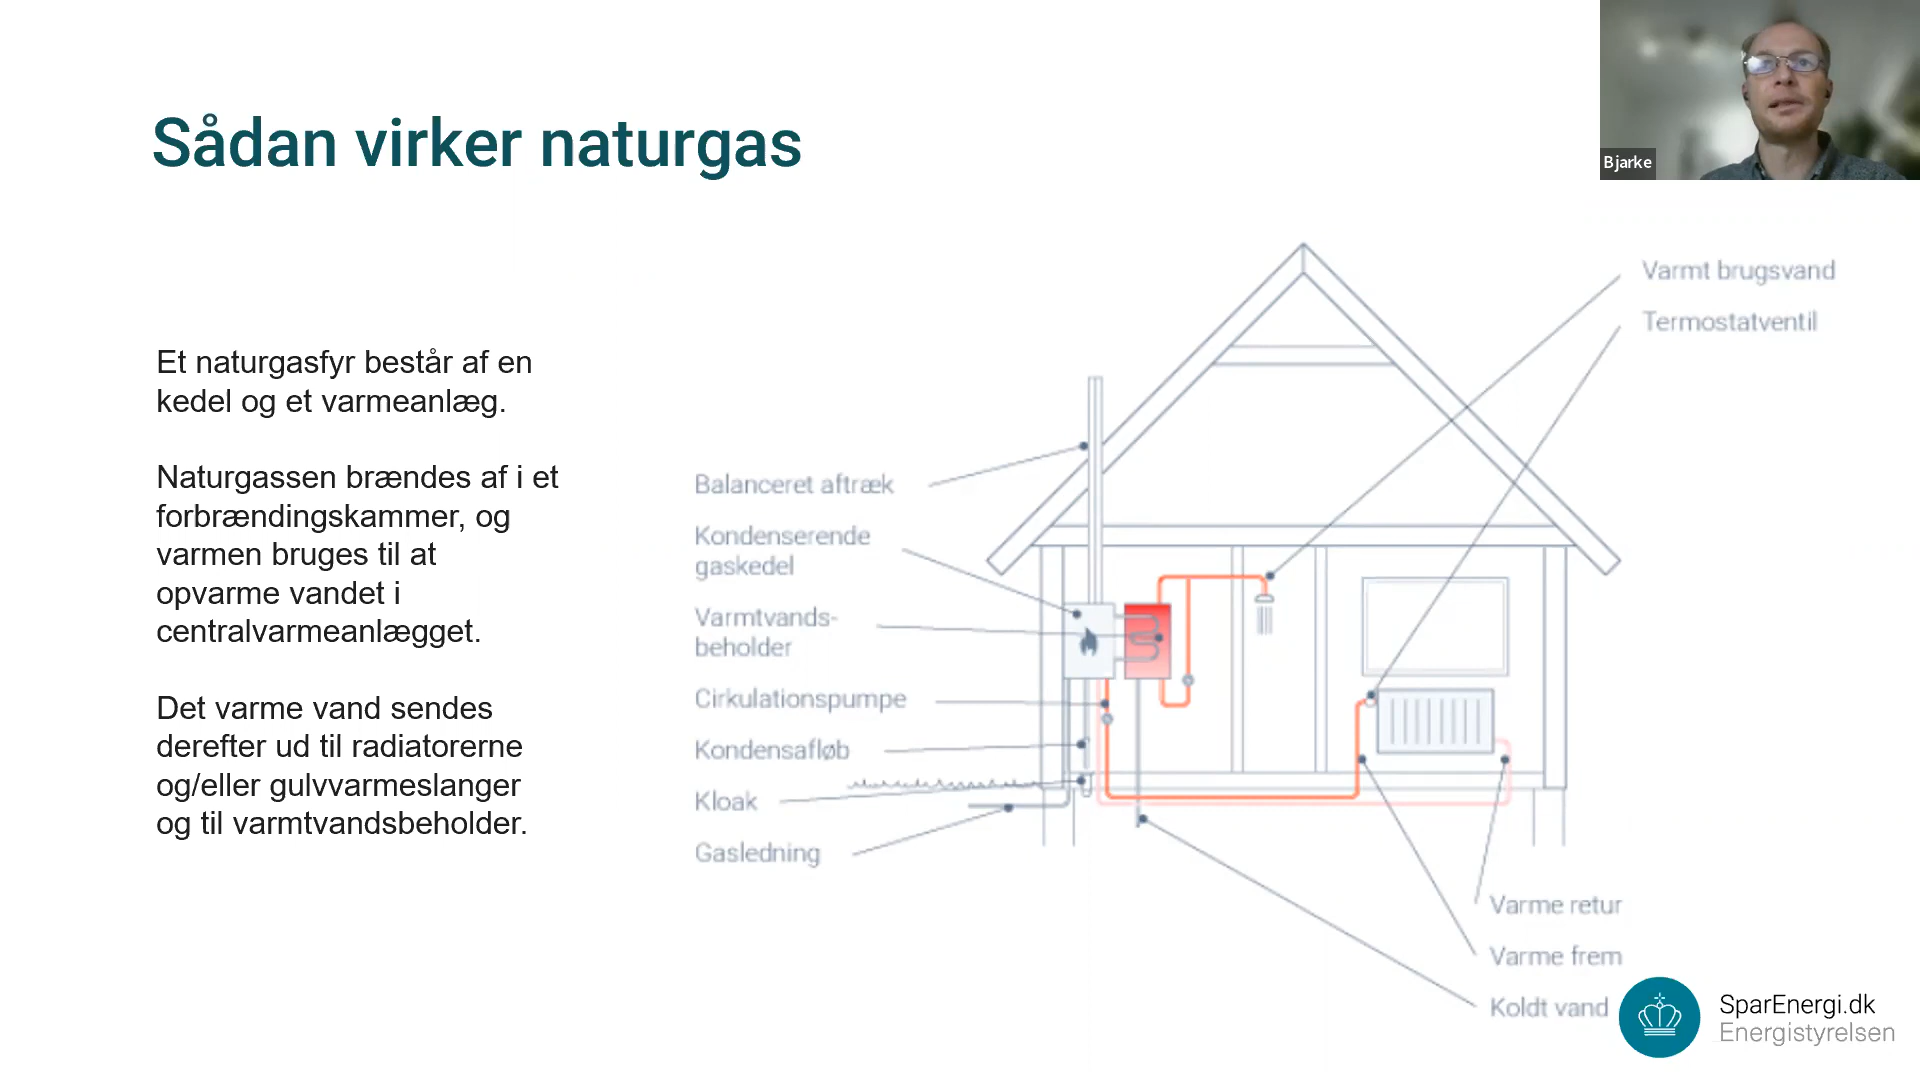 Sådan virker naturgas
Bjarke
Et naturgasfyr består af en
kedel og et varmeanlæg.
Naturgassen brændes af i et
forbrændingskammer, og
varmen bruges til at
opvarme vandet i
centralvarmeanlægget.
Det varme vand sendes
derefter ud til radiatorerne
og/eller gulvvarmeslanger
og til varmtvandsbeholder.
Balanceret aftræk
Kondenserende
gaskedel
Varmtvands-
beholder
Cirkulationspumpe
Kondensafløb
Kloak
Gasledning
Varmt brugsvand
Termostatventil
Varme retur
Varme frem
Koldt vand
SparEnergi.dk
Energistyrelsen